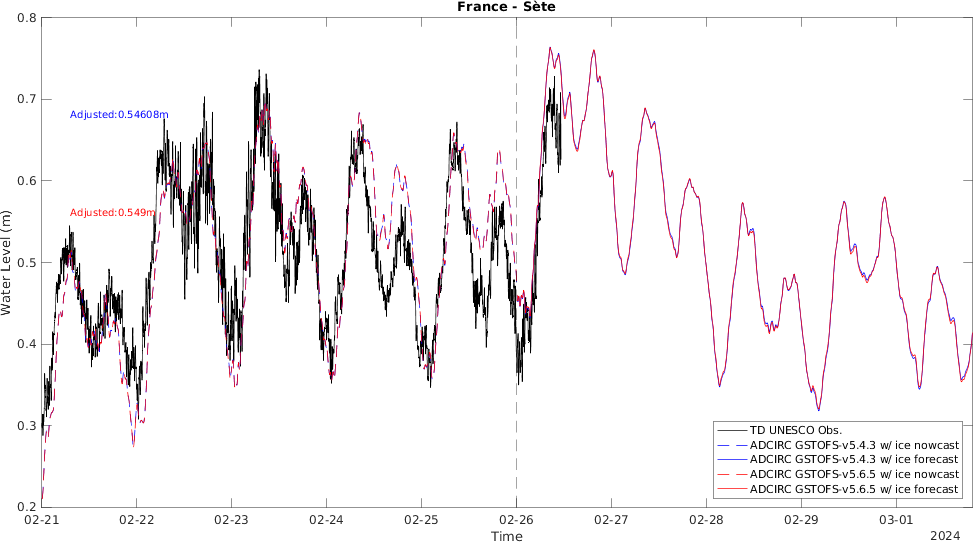 France - Sète
0.8
0.7
0.6
0.5
0.4
0.3
0.2
Water Level (m)
Adjusted:0.54608m
Adjusted:0.549m
TD UNESCO Obs.
ADCIRC GSTOFS-v5.4.3 w/ ice nowcast
ADCIRC GSTOFS-v5.4.3 w/ ice forecast
ADCIRC GSTOFS-v5.6.5 w/ ice nowcast
ADCIRC GSTOFS-v5.6.5 w/ ice forecast
02-21 02-22 02-23 02-24 02-25 02-26 02-27 02-28 02-29 03-01
Time
2024